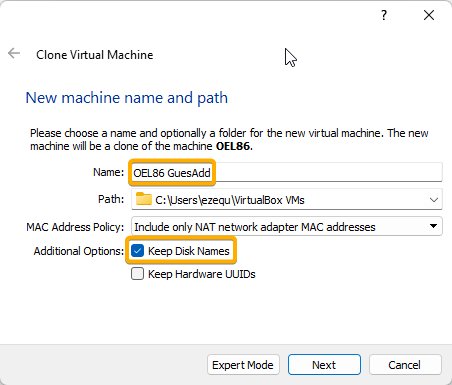 ?
Clone Virtual Machine
New machine name and path
Please choose a name and optionally a folder for the new virtual machine. The new
machine will be a clone of the machine OEL86.
Name: OEL86 GuesAdd
Path: C:\Users\ezequ\VirtualBox VMs
MAC Address Policy: Include only NAT network adapter MAC addresses
Additional Options: Keep Disk Names
Keep Hardware UUIDs
Expert Mode Next Cancel